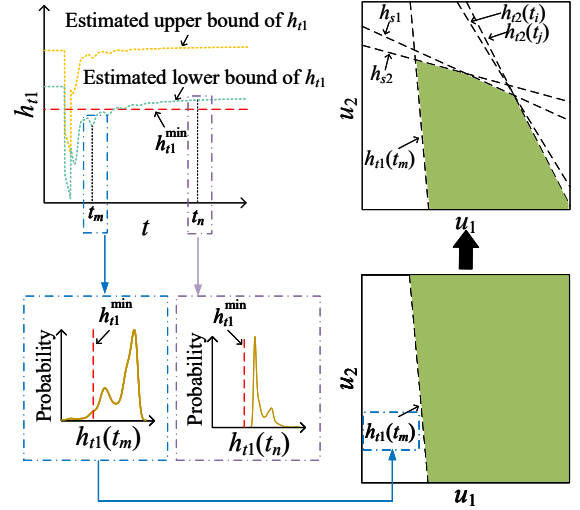 Estimated upper bound of h_t1
Estimated lower bound of h_t1
h_t1
h_t1^min
t_m
t_n
t
h_s1
h_t2(t_i)
h_t2(t_j)
h_s2
u_2
h_t1(t_m)
u_1
h_t1^min
Probability
h_t1(t_m)
h_t1^min
Probability
h_t1(t_n)
u_2
h_t1(t_m)
u_1